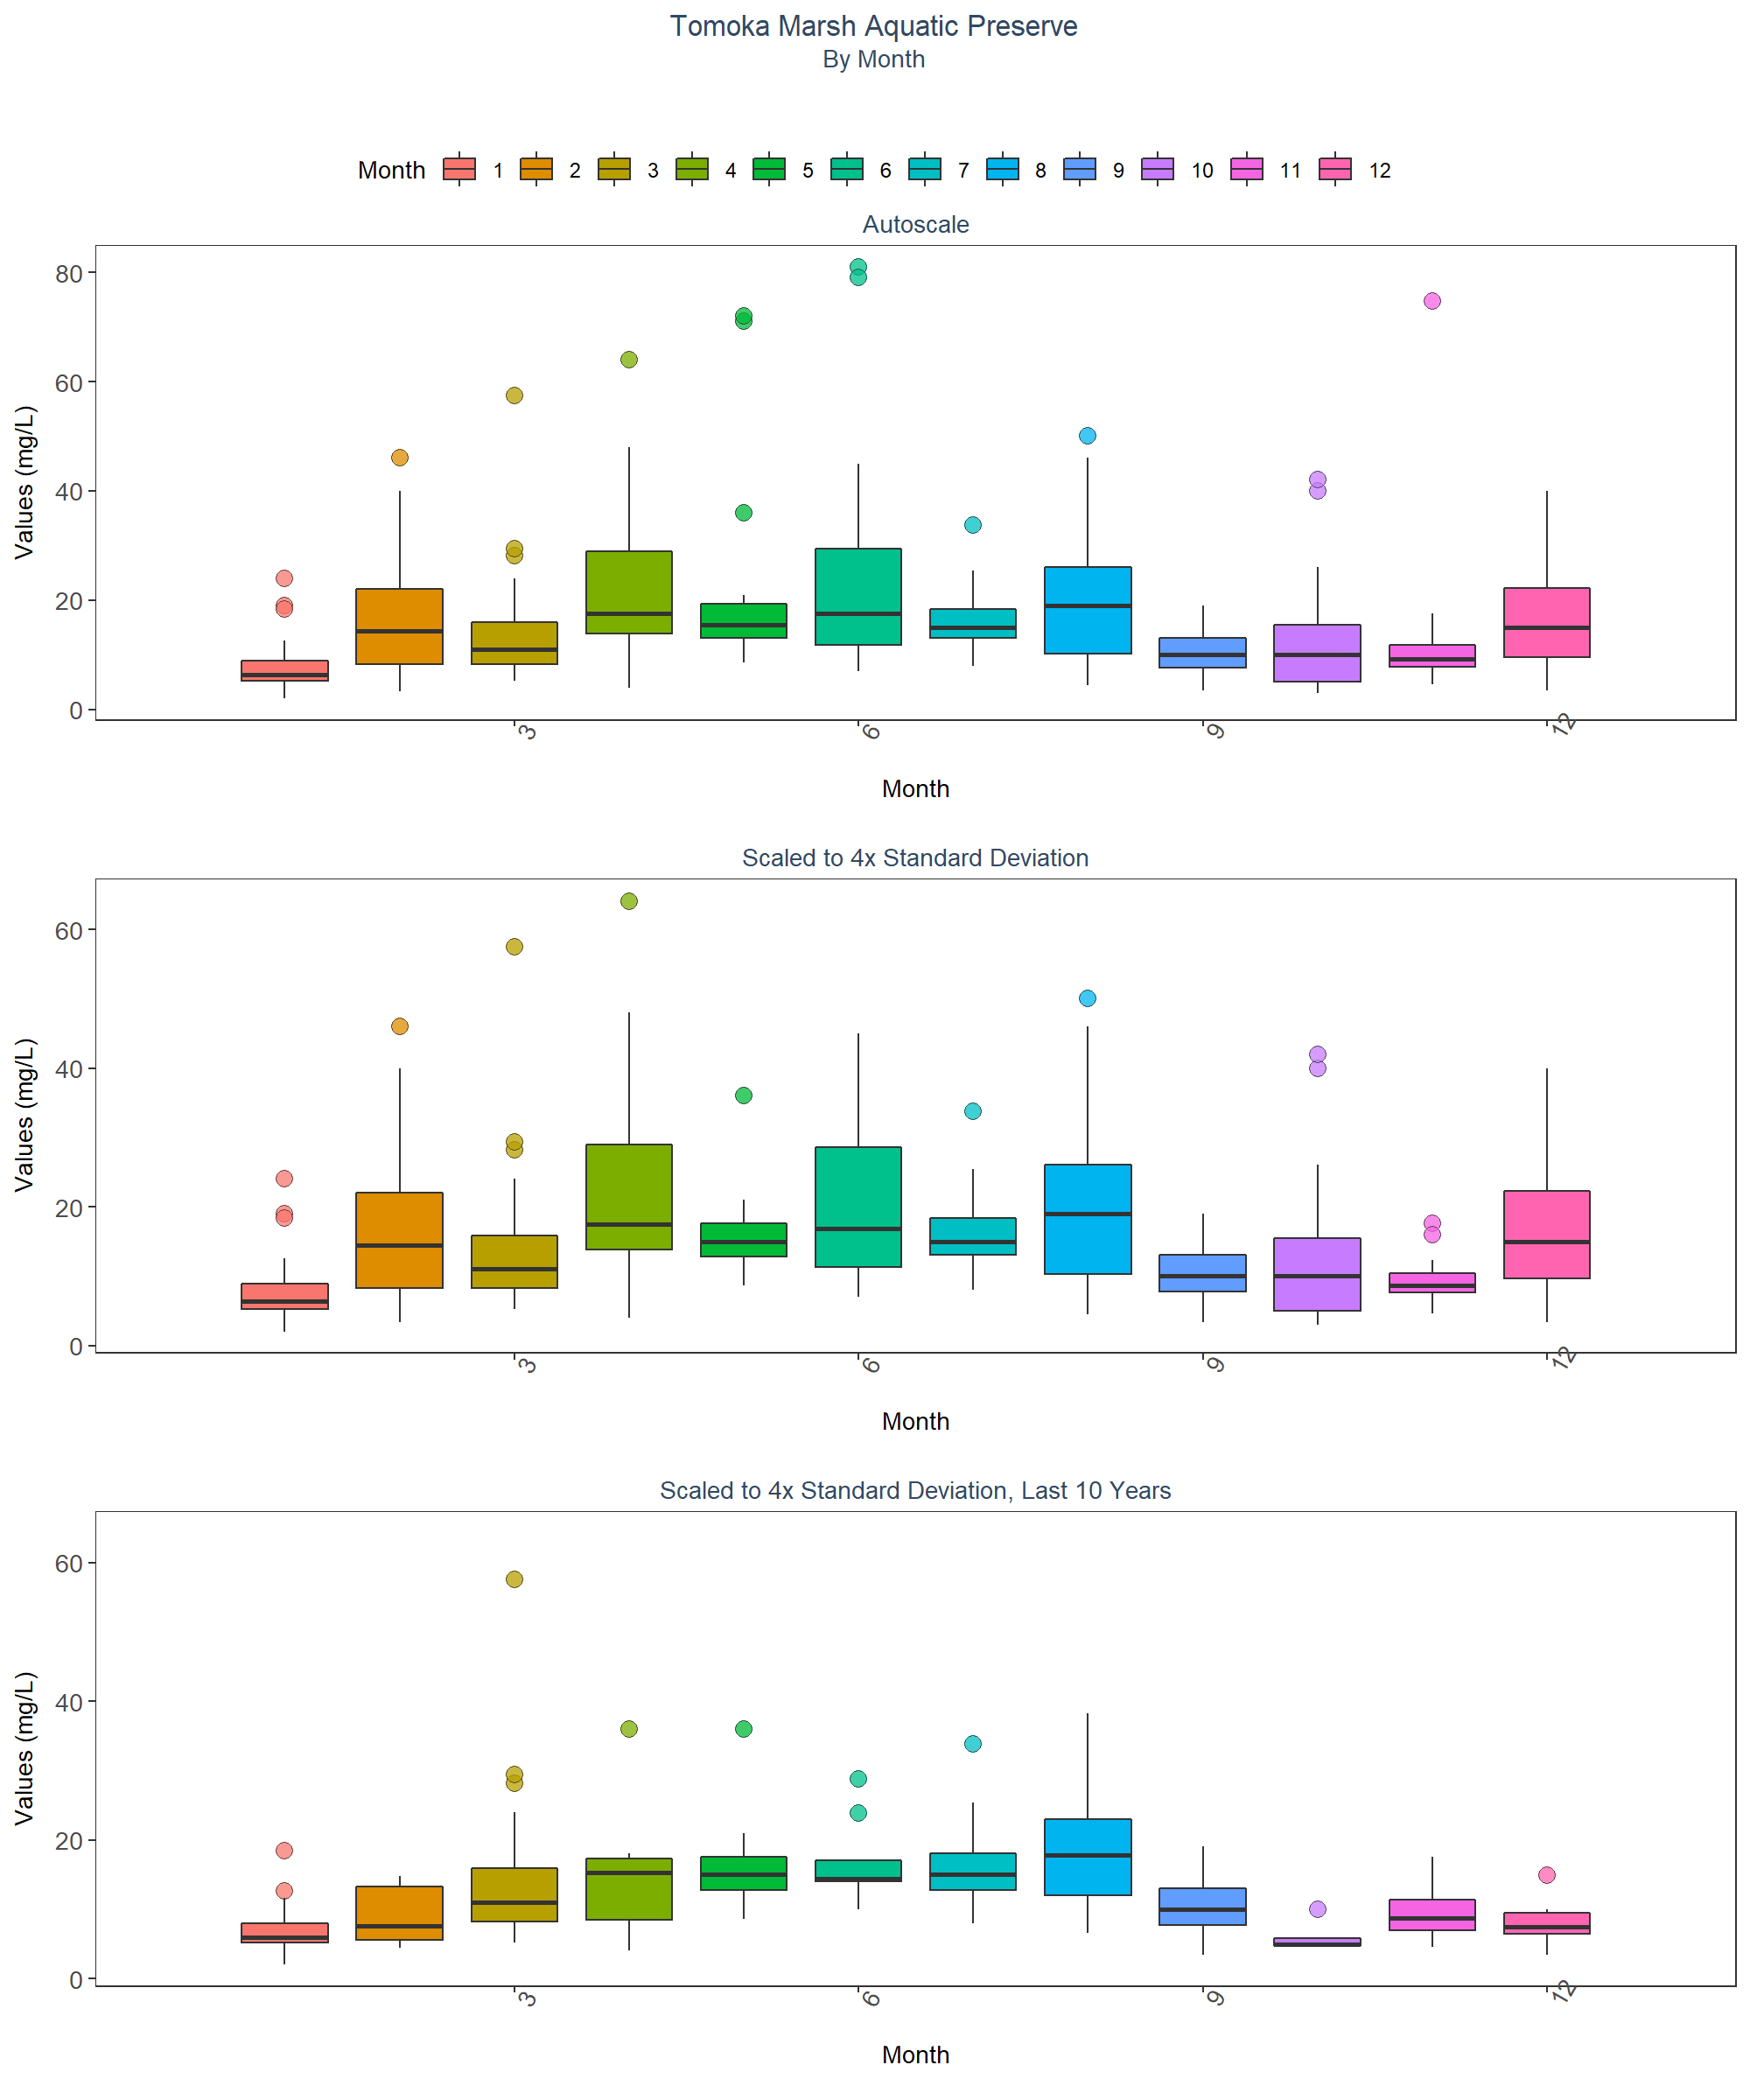 Tomoka Marsh Aquatic Preserve
By Month
Month 1 2 3 4 5 6 7 8 9 10 11 12
Autoscale
Values (mg/L)
80
60
40
20
0
3 6 9 12
Month
Scaled to 4x Standard Deviation
Values (mg/L)
60
40
20
0
3 6 9 12
Month
Scaled to 4x Standard Deviation, Last 10 Years
Values (mg/L)
60
40
20
0
3 6 9 12
Month